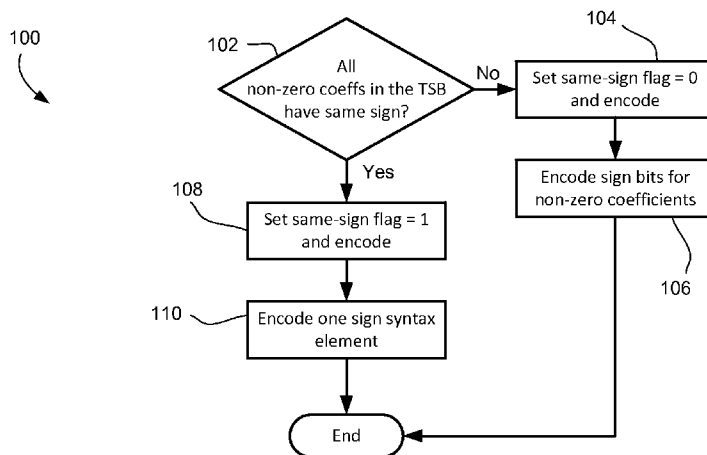 100
102
All
non-zero coeffs in the TSB
have same sign?
No
104
Set same-sign flag = 0
and encode
Yes
Encode sign bits for
non-zero coefficients
106
108
Set same-sign flag = 1
and encode
110
Encode one sign syntax
element
End